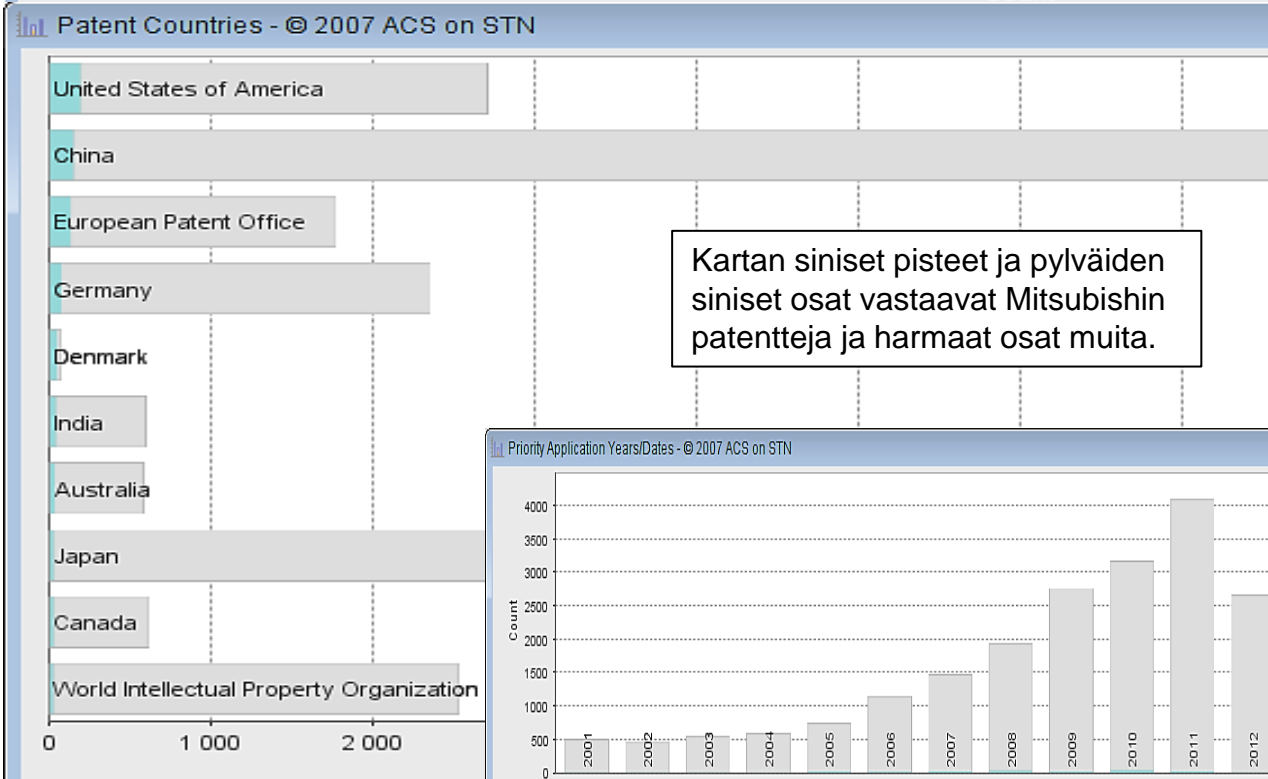 Patent Countries - © 2007 ACS on STN
United States of America
China
European Patent Office
Germany
Denmark
India
Australia
Japan
Canada
World Intellectual Property Organization
0 1 000 2 000
Kartan siniset pisteet ja pylväiden
siniset osat vastaavat Mitsubishin
patentteja ja harmaat osat muita.
Priority Application Years/Dates - © 2007 ACS on STN
Count
4000
3500
3000
2500
2000
1500
1000
500
0
2001 2002 2003 2004 2005 2006 2007 2008 2009 2010 2011 2012